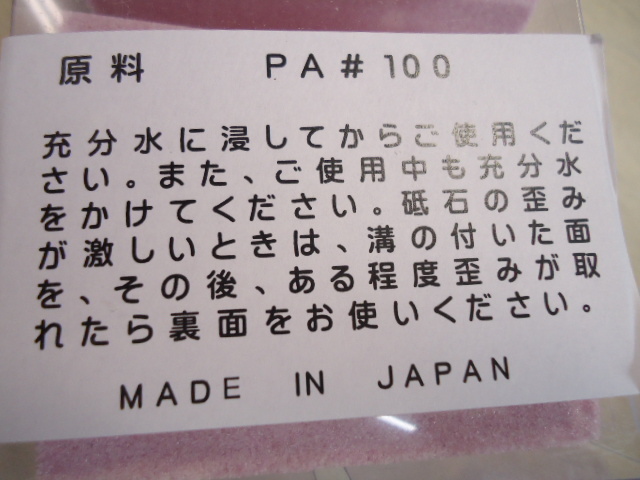 原料 PA#100
充分水に浸してからご使用くだ
さい。また、ご使用中も充分水
をかけてください。砥石の歪み
が激しいときは、溝の付いた面
を、その後、ある程度歪みが取
れたら裏面をお使いください。
MADE IN JAPAN